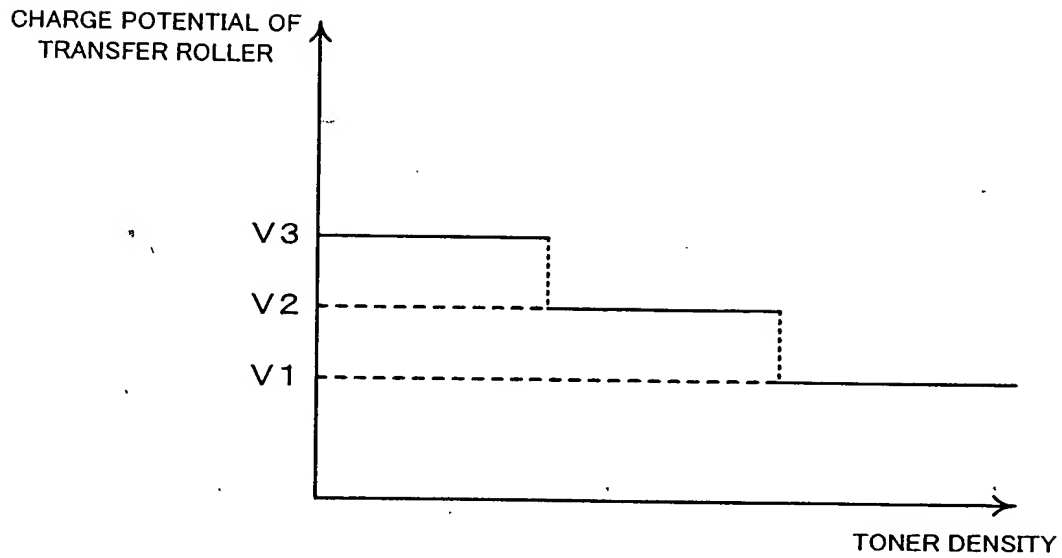 CHARGE POTENTIAL OF
TRANSFER ROLLER
V3
V2
V1
TONER DENSITY